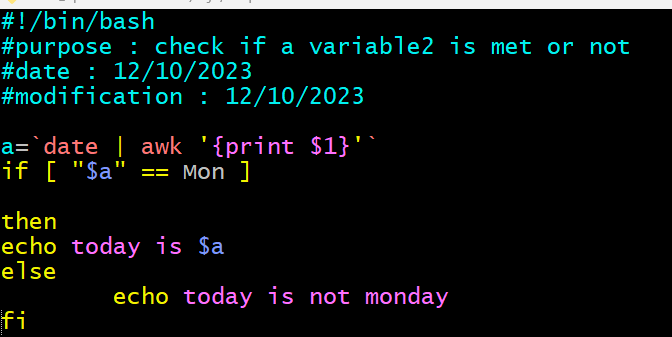 #!/bin/bash
#purpose : check if a variable2 is met or not
#date : 12/10/2023
#modification : 12/10/2023
a=`date | awk '{print $1}'`
if [ "$a" == Mon ]
then
echo today is $a
else
echo today is not monday
fi